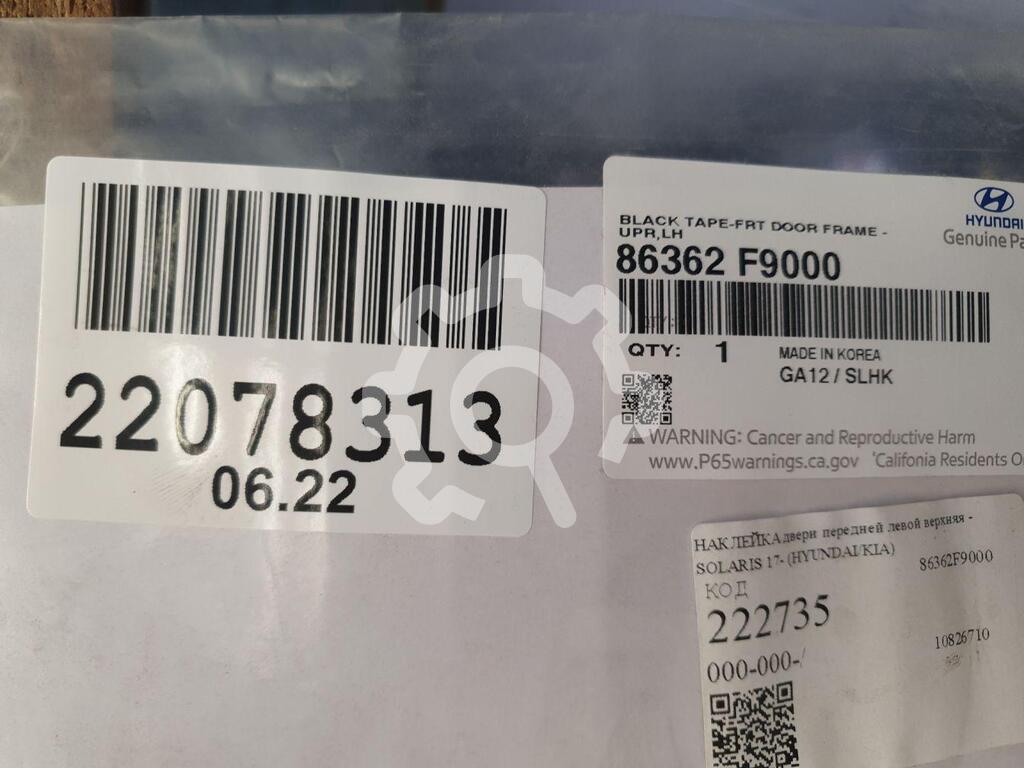 22078313
06.22
HYUNDAI
Genuine Pa
BLACK TAPE-FRT DOOR FRAME -
UPR,LH
86362 F9000
QTY: 1 MADE IN KOREA
GA12 / SLHK
WARNING: Cancer and Reproductive Harm
www.P65warnings.ca.gov *Califonia Residents O
НАКЛЕЙКА двери передней левой верхняя -
SOLARIS 17- (HYUNDAI/KIA) 86362F9000
КОД
222735
10826710
000-000-/